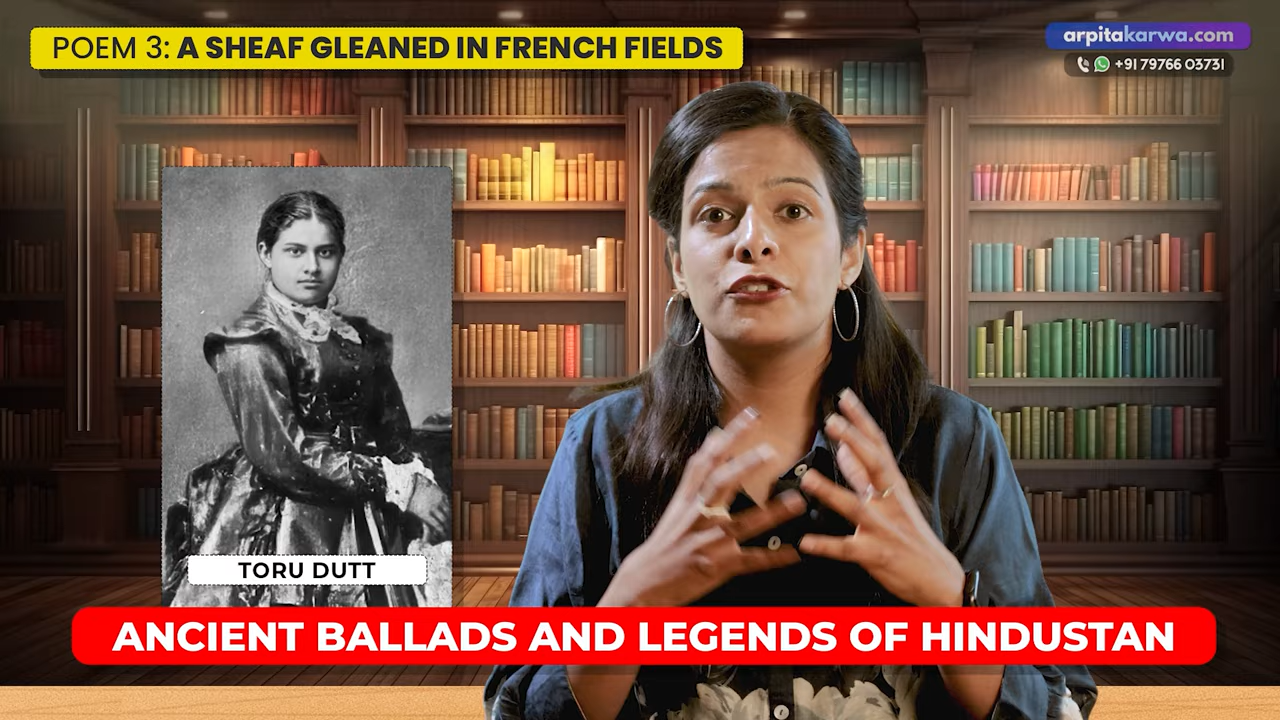 POEM 3: A SHEAF GLEANED IN FRENCH FIELDS
arpitakarwa.com
+91 79766 03731
TORU DUTT
ANCIENT BALLADS AND LEGENDS OF HINDUSTAN